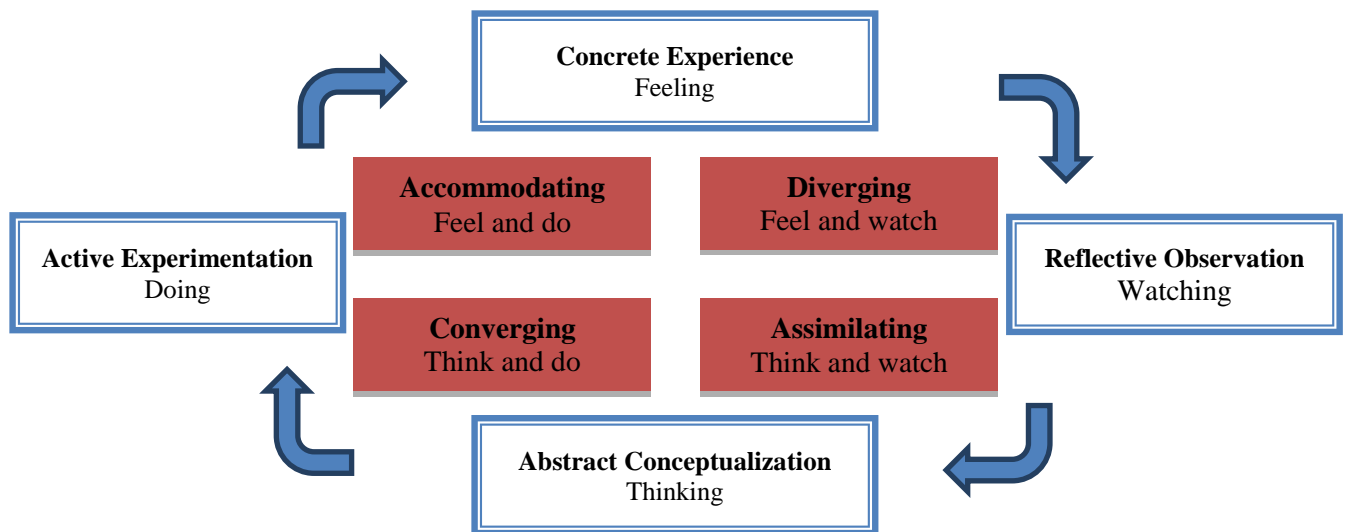 Concrete Experience
Feeling
Accommodating
Feel and do
Diverging
Feel and watch
Active Experimentation
Doing
Reflective Observation
Watching
Converging
Think and do
Assimilating
Think and watch
Abstract Conceptualization
Thinking